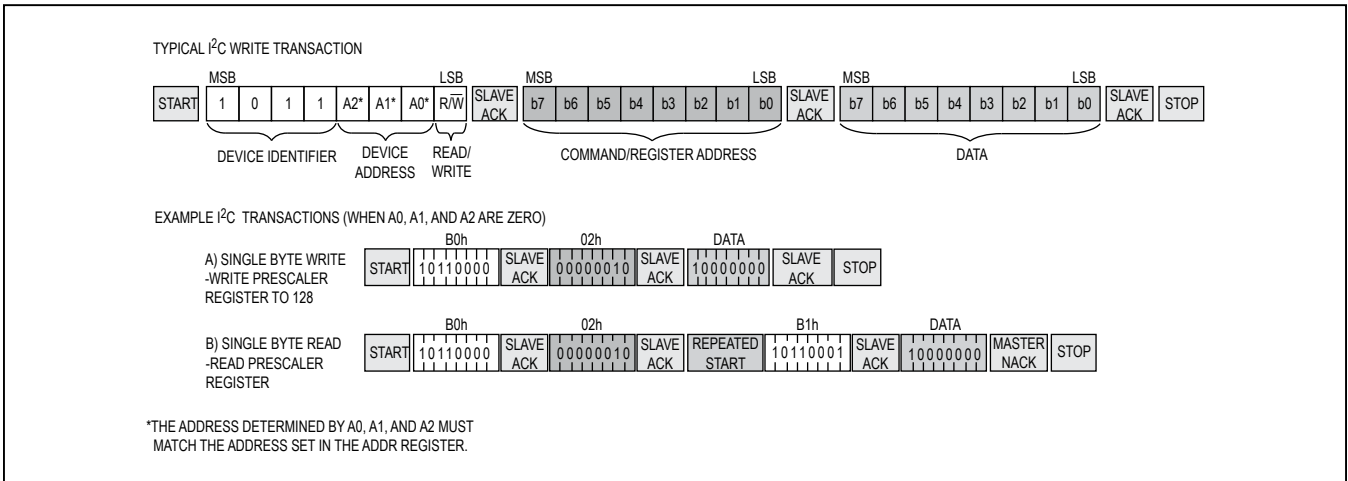 TYPICAL I2C WRITE TRANSACTION
MSB LSB MSB LSB MSB LSB
START 1 0 1 1 A2* A1* A0* R/W̅ SLAVE ACK b7 b6 b5 b4 b3 b2 b1 b0 SLAVE ACK b7 b6 b5 b4 b3 b2 b1 b0 SLAVE ACK STOP
DEVICE IDENTIFIER DEVICE ADDRESS READ/WRITE COMMAND/REGISTER ADDRESS DATA
EXAMPLE I2C TRANSACTIONS (WHEN A0, A1, AND A2 ARE ZERO)
B0h 02h DATA
A) SINGLE BYTE WRITE
-WRITE PRESCALER
REGISTER TO 128
START 10110000 SLAVE ACK 00000010 SLAVE ACK 10000000 SLAVE ACK STOP
B0h 02h B1h DATA
B) SINGLE BYTE READ
-READ PRESCALER
REGISTER
START 10110000 SLAVE ACK 00000010 SLAVE ACK REPEATED START 10110001 SLAVE ACK 10000000 MASTER NACK STOP
*THE ADDRESS DETERMINED BY A0, A1, AND A2 MUST
MATCH THE ADDRESS SET IN THE ADDR REGISTER.